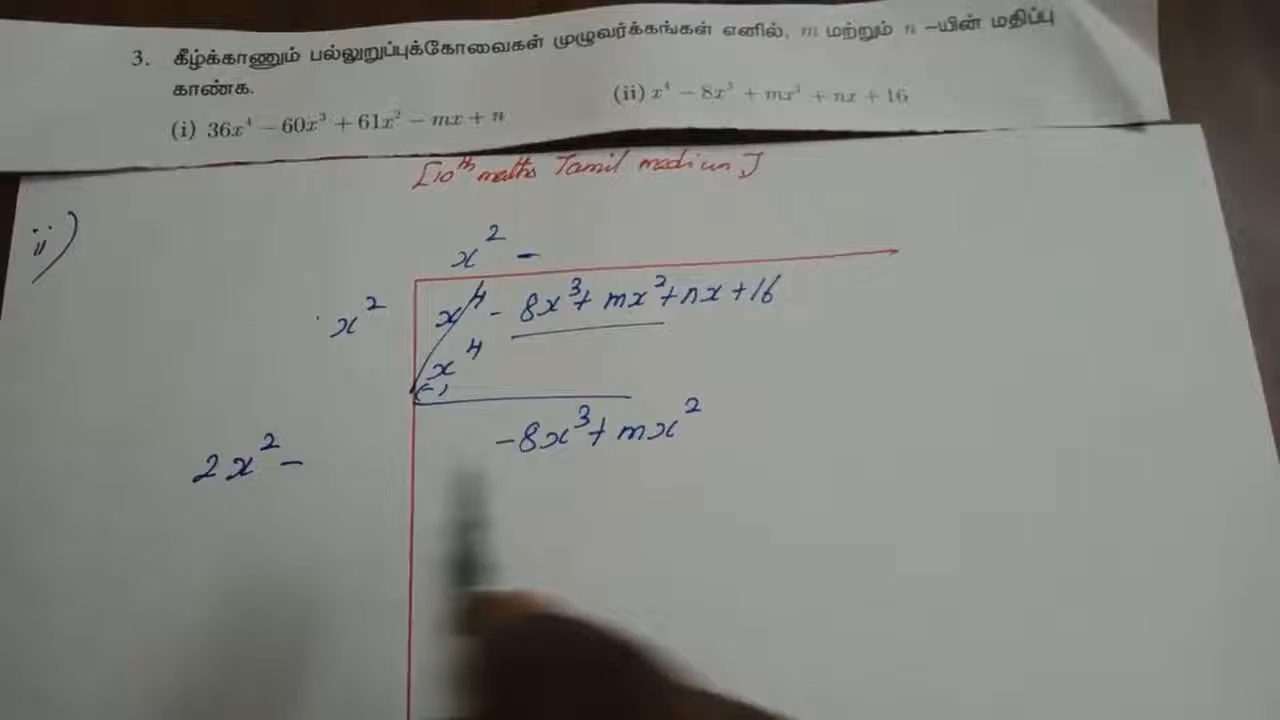 3. கீழ்க்காணும் பல்லுறுப்புக்கோவைகள் முழுவர்க்கங்கள் எனில், m மற்றும் n –யின் மதிப்பு
காண்க.
(i) 36x⁴ − 60x³ + 61x² − mx + n (ii) x⁴ − 8x³ + mx² + nx + 16
[10th maths Tamil medium]
ii)
x² −
x² x⁴ - 8x³ + mx² + nx + 16
x⁴
(-)
-8x³ + mx²
2x² −